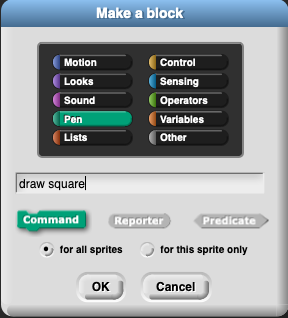 Make a block
Motion Control
Looks Sensing
Sound Operators
Pen Variables
Lists Other
draw square
Command Reporter Predicate
for all sprites for this sprite only
OK Cancel